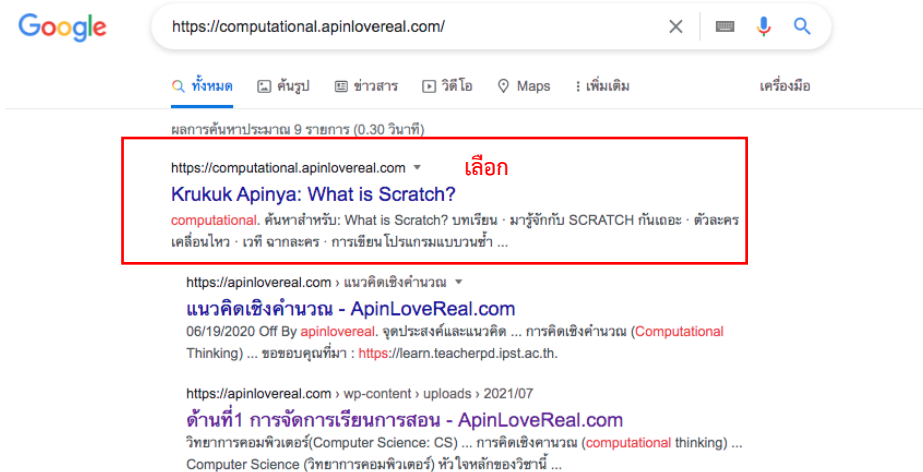 Google
https://computational.apinlovereal.com/
ทั้งหมด ค้นรูป ข่าวสาร วิดีโอ Maps เพิ่มเติม เครื่องมือ
ผลการค้นหาประมาณ 9 รายการ (0.30 วินาที)
https://computational.apinlovereal.com เลือก
Krukuk Apinya: What is Scratch?
computational. ค้นหาสำหรับ: What is Scratch? บทเรียน · มารู้จักกับ SCRATCH กันเถอะ · ตัวละคร
เคลื่อนไหว · เวที ฉากละคร · การเขียนโปรแกรมแบบวนซ้ำ ...
https://apinlovereal.com › แนวคิดเชิงคำนวณ
แนวคิดเชิงคำนวณ - ApinLoveReal.com
06/19/2020 Off By apinlovereal. จุดประสงค์และแนวคิด ... การคิดเชิงคำนวณ (Computational
Thinking) ... ขอขอบคุณที่มา : https://learn.teacherpd.ipst.ac.th.
https://apinlovereal.com › wp-content › uploads › 2021/07
ด้านที่1 การจัดการเรียนการสอน - ApinLoveReal.com
วิทยาการคอมพิวเตอร์(Computer Science: CS) ... การคิดเชิงคานวณ (computational thinking) ...
Computer Science (วิทยาการคอมพิวเตอร์) หัวใจหลักของวิชานี้ ...